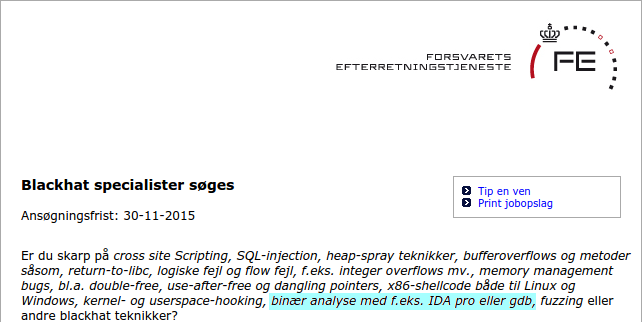 FORSVARETS
EFTERRETNINGSTJENESTE
FE
Blackhat specialister søges
Tip en ven
Print jobopslag
Ansøgningsfrist: 30-11-2015
Er du skarp på cross site Scripting, SQL-injection, heap-spray teknikker, bufferoverflows og metoder
såsom, return-to-libc, logiske fejl og flow fejl, f.eks. integer overflows mv., memory management
bugs, bl.a. double-free, use-after-free og dangling pointers, x86-shellcode både til Linux og
Windows, kernel- og userspace-hooking, binær analyse med f.eks. IDA pro eller gdb, fuzzing eller
andre blackhat teknikker?